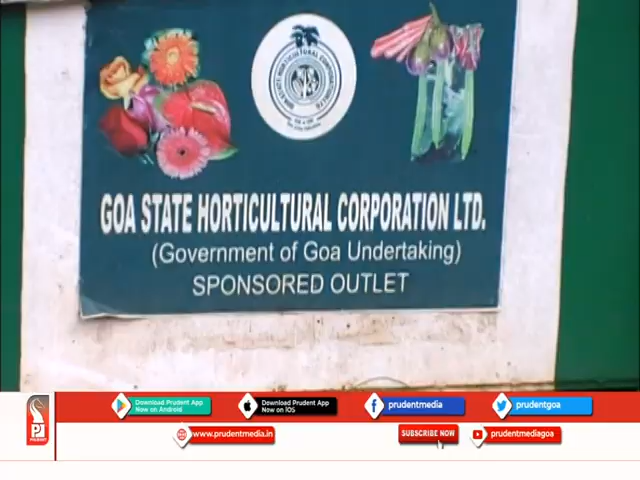 GOA STATE HORTICULTURAL CORPORATION LTD.
(Government of Goa Undertaking)
SPONSORED OUTLET
Download Prudent App
Now on Android
Download Prudent App
Now on IOS
prudentmedia
prudentgoa
PRUDENT
www.prudentmedia.in
SUBSCRIBE NOW
prudentmediagoa